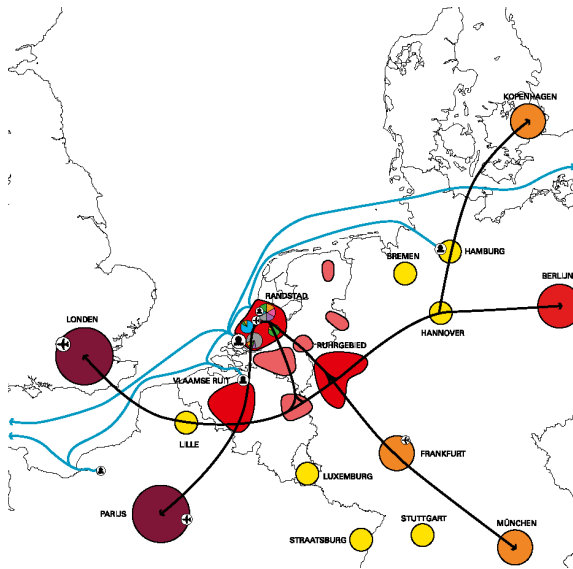 KOPENHAGEN
HAMBURG
BREMEN
BERLIJN
RANDSTAD
LONDEN
HANNOVER
RUHRGEBIED
VLAAMSE RUIT
LILLE
FRANKFURT
LUXEMBURG
PARIJS
STUTTGART
MÜNCHEN
STRAATSBURG